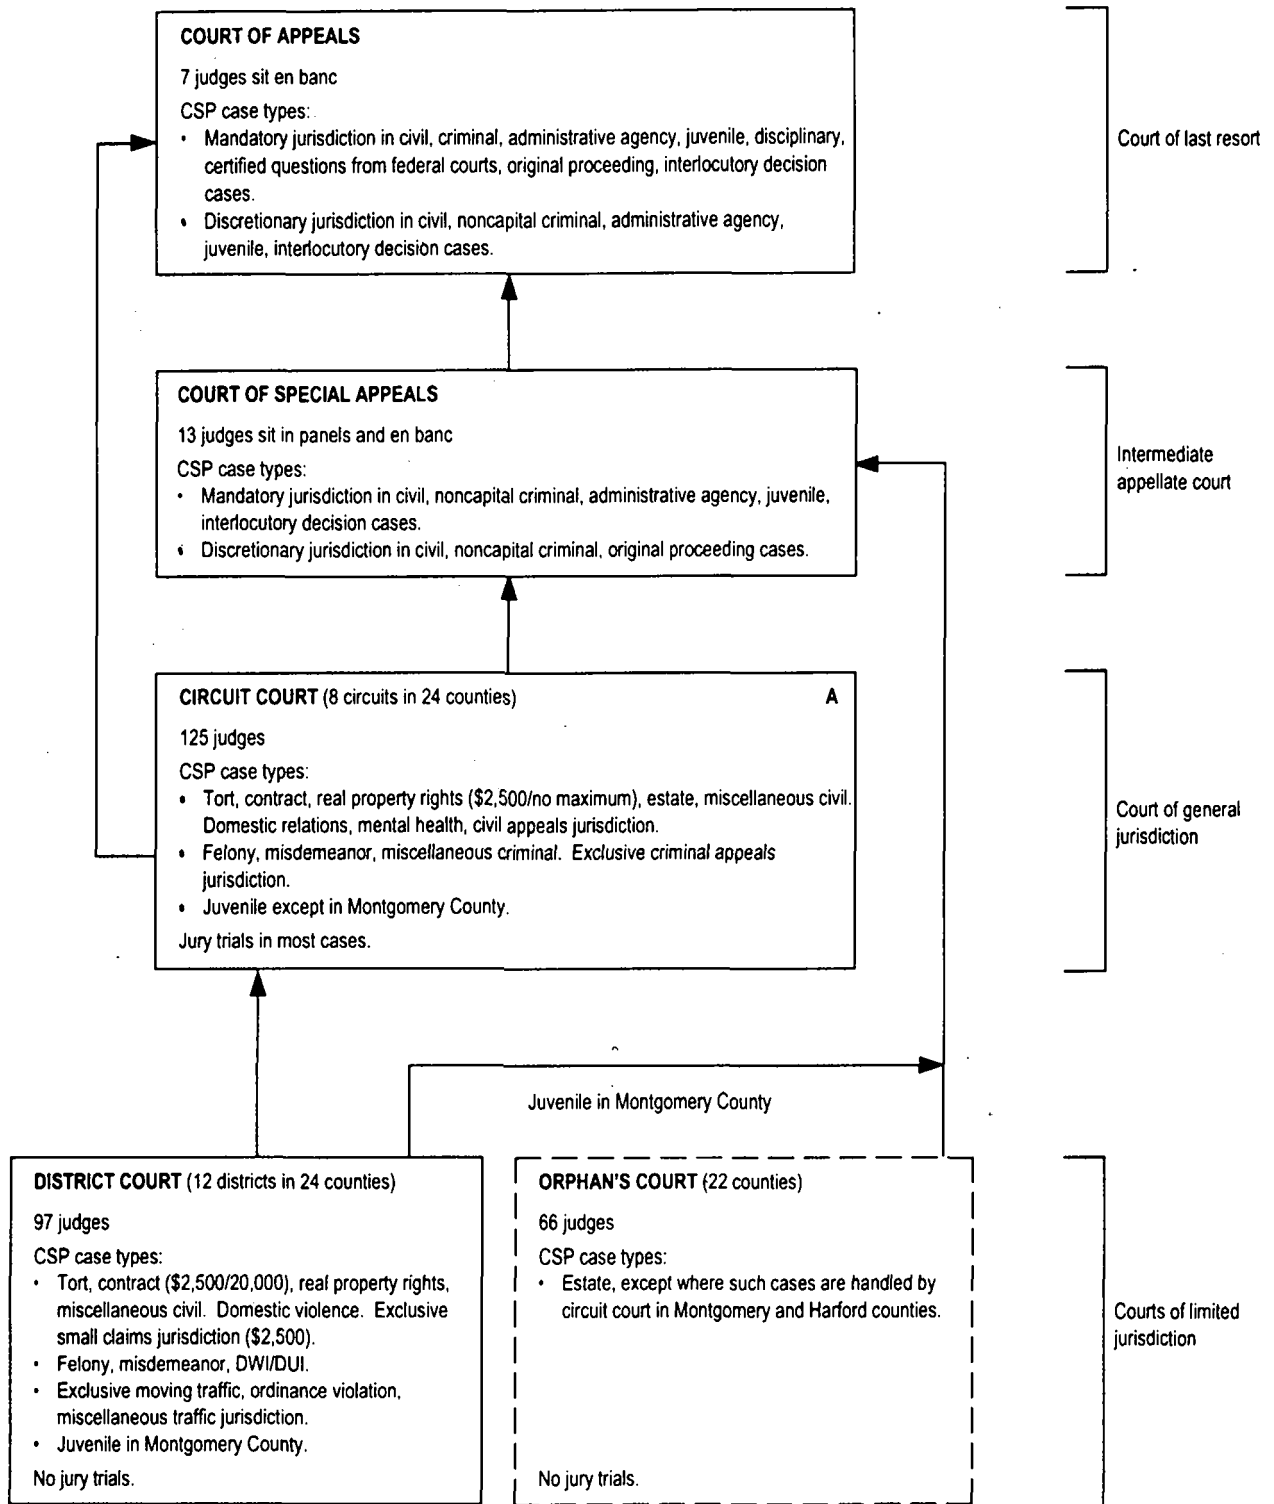 COURT OF APPEALS
7 judges sit en banc
CSP case types:
• Mandatory jurisdiction in civil, criminal, administrative agency, juvenile, disciplinary,
certified questions from federal courts, original proceeding, interlocutory decision
cases.
• Discretionary jurisdiction in civil, noncapital criminal, administrative agency,
juvenile, interlocutory decision cases.
Court of last resort
COURT OF SPECIAL APPEALS
13 judges sit in panels and en banc
CSP case types:
• Mandatory jurisdiction in civil, noncapital criminal, administrative agency, juvenile,
interlocutory decision cases.
• Discretionary jurisdiction in civil, noncapital criminal, original proceeding cases.
Intermediate
appellate court
CIRCUIT COURT (8 circuits in 24 counties) A
125 judges
CSP case types:
• Tort, contract, real property rights ($2,500/no maximum), estate, miscellaneous civil.
Domestic relations, mental health, civil appeals jurisdiction.
• Felony, misdemeanor, miscellaneous criminal. Exclusive criminal appeals
jurisdiction.
• Juvenile except in Montgomery County.
Jury trials in most cases.
Court of general
jurisdiction
Juvenile in Montgomery County
DISTRICT COURT (12 districts in 24 counties)
97 judges
CSP case types:
• Tort, contract ($2,500/20,000), real property rights,
miscellaneous civil. Domestic violence. Exclusive
small claims jurisdiction ($2,500).
• Felony, misdemeanor, DWI/DUI.
• Exclusive moving traffic, ordinance violation,
miscellaneous traffic jurisdiction.
• Juvenile in Montgomery County.
No jury trials.
ORPHAN'S COURT (22 counties)
66 judges
CSP case types:
• Estate, except where such cases are handled by
circuit court in Montgomery and Harford counties.
No jury trials.
Courts of limited
jurisdiction